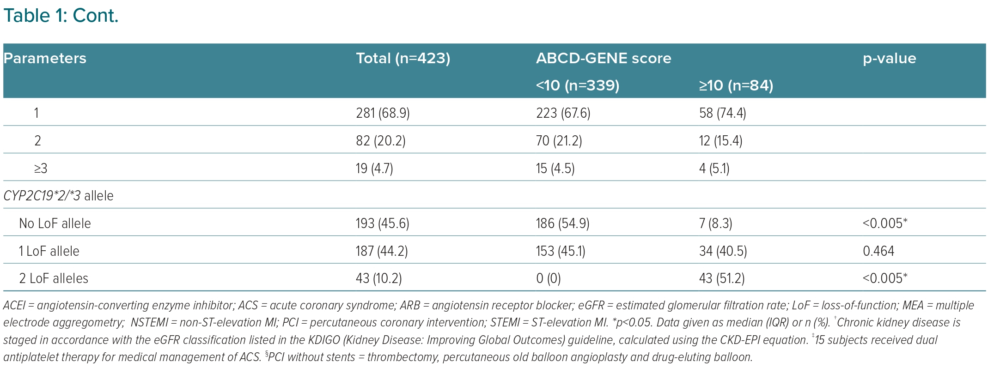 Table 1: Cont.
Parameters Total (n=423) ABCD-GENE score p-value
<10 (n=339) ≥10 (n=84)
1 281 (68.9) 223 (67.6) 58 (74.4)
2 82 (20.2) 70 (21.2) 12 (15.4)
≥3 19 (4.7) 15 (4.5) 4 (5.1)
CYP2C19*2/*3 allele
No LoF allele 193 (45.6) 186 (54.9) 7 (8.3) <0.005*
1 LoF allele 187 (44.2) 153 (45.1) 34 (40.5) 0.464
2 LoF alleles 43 (10.2) 0 (0) 43 (51.2) <0.005*
ACEI = angiotensin-converting enzyme inhibitor; ACS = acute coronary syndrome; ARB = angiotensin receptor blocker; eGFR = estimated glomerular filtration rate; LoF = loss-of-function; MEA = multiple
electrode aggregometry; NSTEMI = non-ST-elevation MI; PCI = percutaneous coronary intervention; STEMI = ST-elevation MI. *p<0.05. Data given as median (IQR) or n (%). †Chronic kidney disease is
staged in accordance with the eGFR classification listed in the KDIGO (Kidney Disease: Improving Global Outcomes) guideline, calculated using the CKD-EPI equation. ‡15 subjects received dual
antiplatelet therapy for medical management of ACS. §PCI without stents = thrombectomy, percutaneous old balloon angioplasty and drug-eluting balloon.